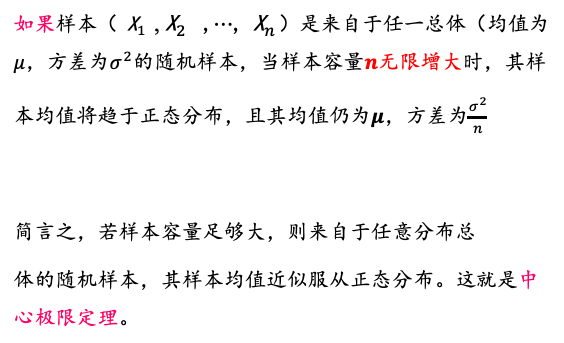 如果样本（ X₁ , X₂ , ⋯, Xₙ ）是来自于任一总体（均值为
μ，方差为σ²的随机样本，当样本容量n无限增大时，其样
本均值将趋于正态分布，且其均值仍为μ，方差为σ²/n
简言之，若样本容量足够大，则来自于任意分布总
体的随机样本，其样本均值近似服从正态分布。这就是中
心极限定理。